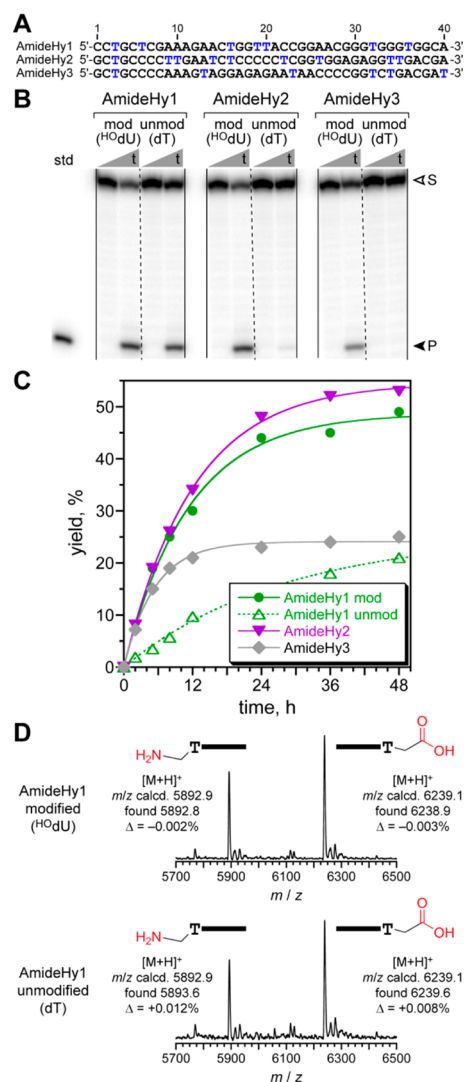 A
1 10 20 30 40
AmideHy1 5'-CCTGCTCGAAAGAACTGGTTACCGGAACGGGTGGGTGGCA-3'
AmideHy2 5'-GCTGCCCCTTGAATCTCCCCCTCGGTGGAGAGGTTGACGA-3'
AmideHy3 5'-GCTGCCCCAAAGTAGGAGAGAATAACCCCGGTCTGACGAT-3'
B
AmideHy1 AmideHy2 AmideHy3
mod unmod mod unmod mod unmod
(HOdU) (dT) (HOdU) (dT) (HOdU) (dT)
std t t t t t t
S
P
C
yield, %
50
40
30
20
10
0
AmideHy1 mod
AmideHy1 unmod
AmideHy2
AmideHy3
0 12 24 36 48
time, h
D
AmideHy1
modified
(HOdU)
H2N T
T O OH
[M+H]+
m/z calcd. 5892.9
found 5892.8
Δ = –0.002%
[M+H]+
m/z calcd. 6239.1
found 6238.9
Δ = –0.003%
5700 5900 6100 6300 6500
m / z
AmideHy1
unmodified
(dT)
H2N T
T O OH
[M+H]+
m/z calcd. 5892.9
found 5893.6
Δ = +0.012%
[M+H]+
m/z calcd. 6239.1
found 6239.6
Δ = +0.008%
5700 5900 6100 6300 6500
m / z